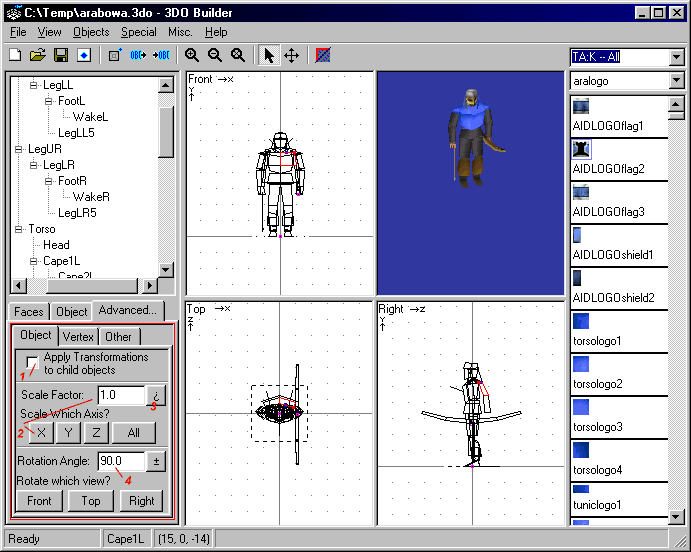 C:\Temp\arabowa.3do - 3DO Builder
File View Objects Special Misc. Help
OBJ OBJ
TA:K -- All
aralogo
LegLL
FootL
WakeL
LegLL5
LegUR
LegLR
FootR
WakeR
LegLR5
Torso
Head
Cape1L
Cape2L
Faces Object Advanced...
Object Vertex Other
Apply Transformations
to child objects
1
Scale Factor: 1.0 ¿
3
Scale Which Axis?
2
X Y Z All
Rotation Angle: 90.0 ±
4
Rotate which view?
Front Top Right
Front →x
Y
Top →x
Z
Right →z
Y
AIDLOGOflag1
AIDLOGOflag2
AIDLOGOflag3
AIDLOGOshield1
AIDLOGOshield2
torsologo1
torsologo2
torsologo3
torsologo4
tuniclogo1
Ready Cape1L (15, 0, -14)